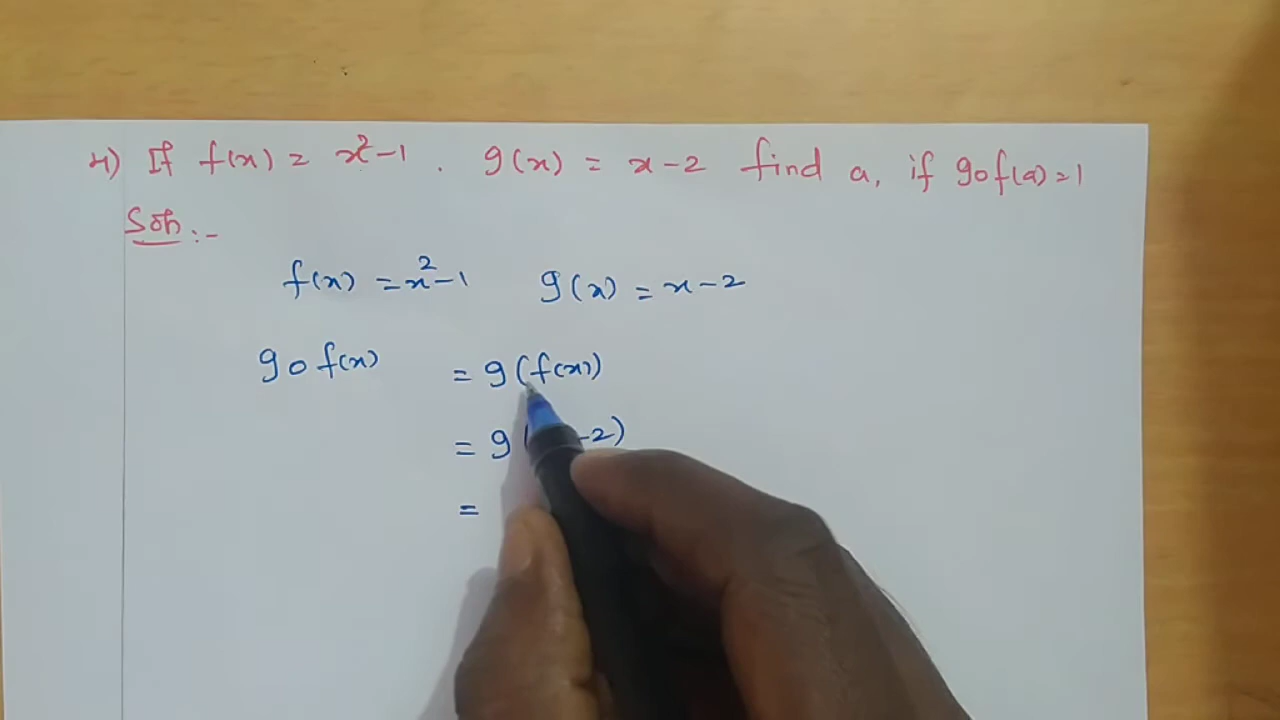 4) If f(x) = x²-1 . g(x) = x-2 find a, if gof(a)=1
Soln :-
f(x) = x²-1 g(x) = x-2
gof(x) = g(f(x))
= g( -2)
=